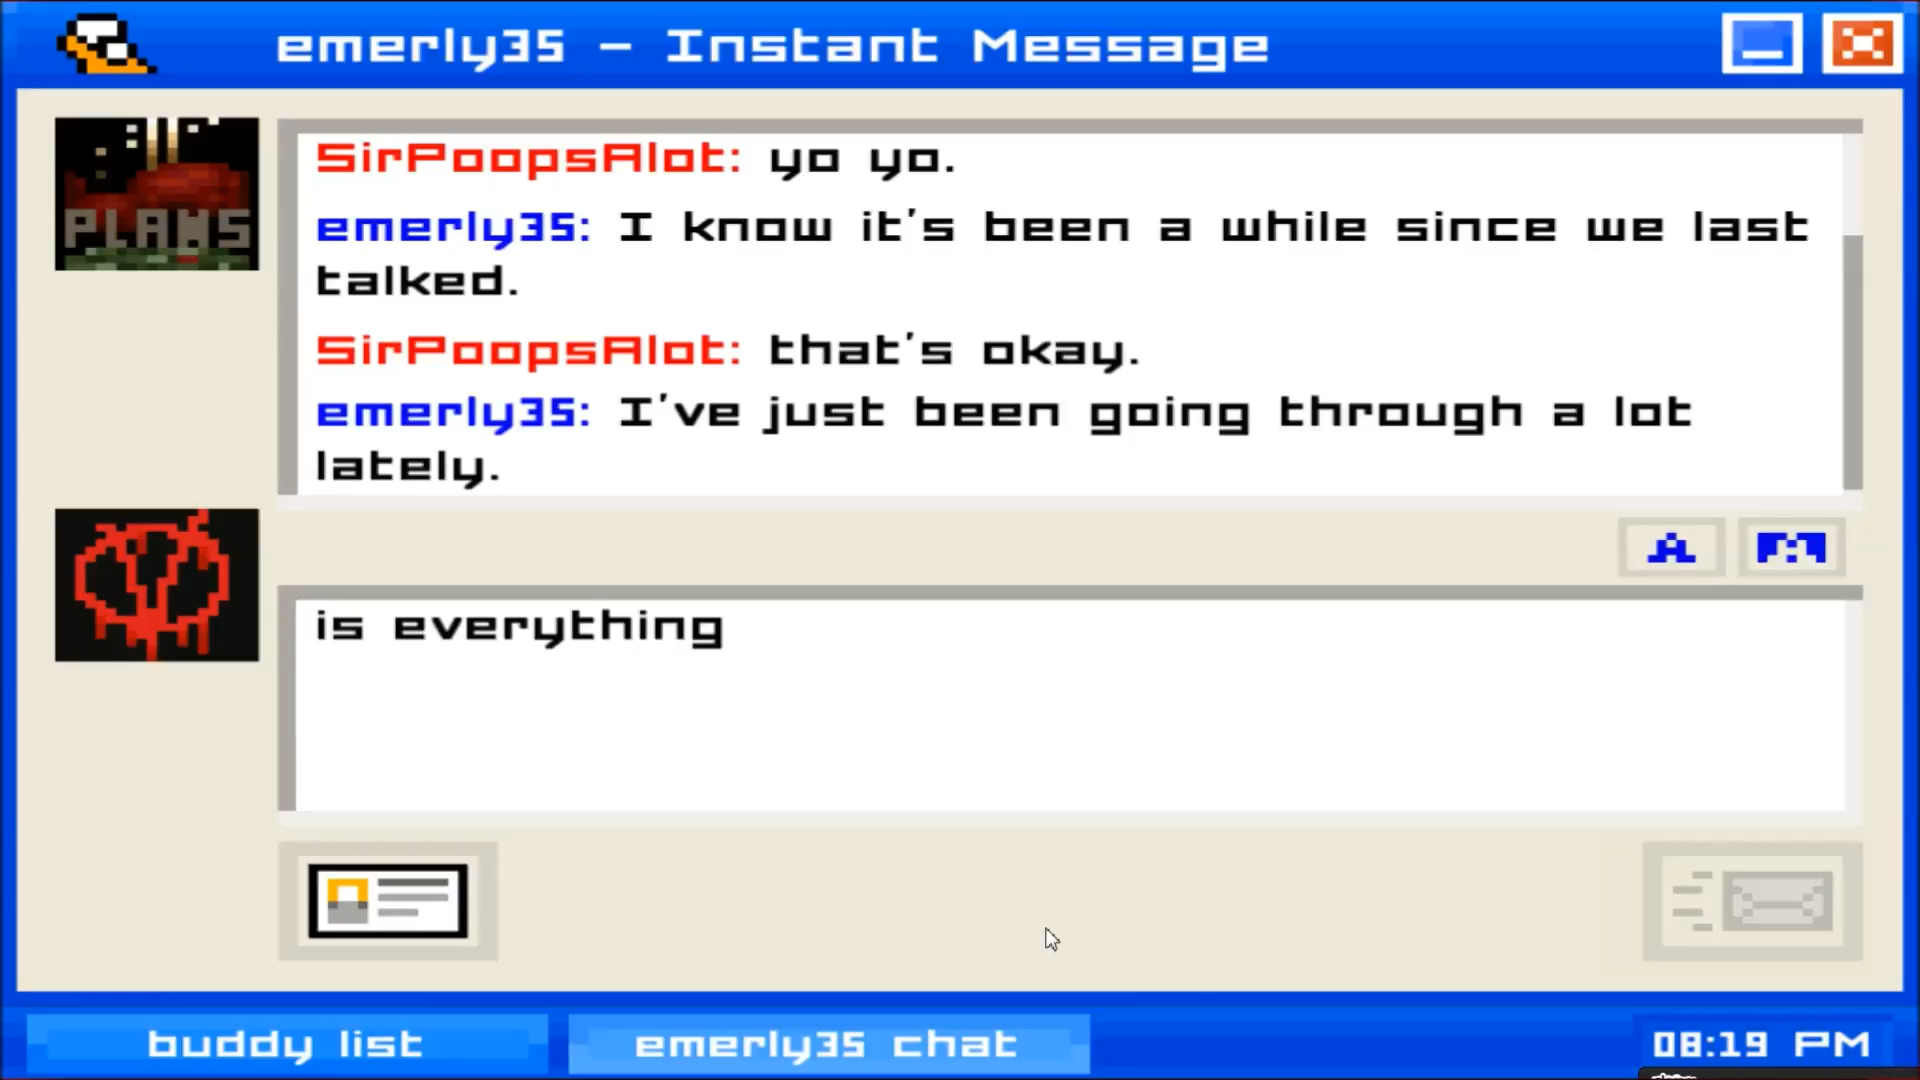 emerly35 - Instant Message
PLANS
SirPoopsAlot: yo yo.
emerly35: I know it's been a while since we last
talked.
SirPoopsAlot: that's okay.
emerly35: I've just been going through a lot
lately.
A A
is everything
buddy list
emerly35 chat
08:19 PM